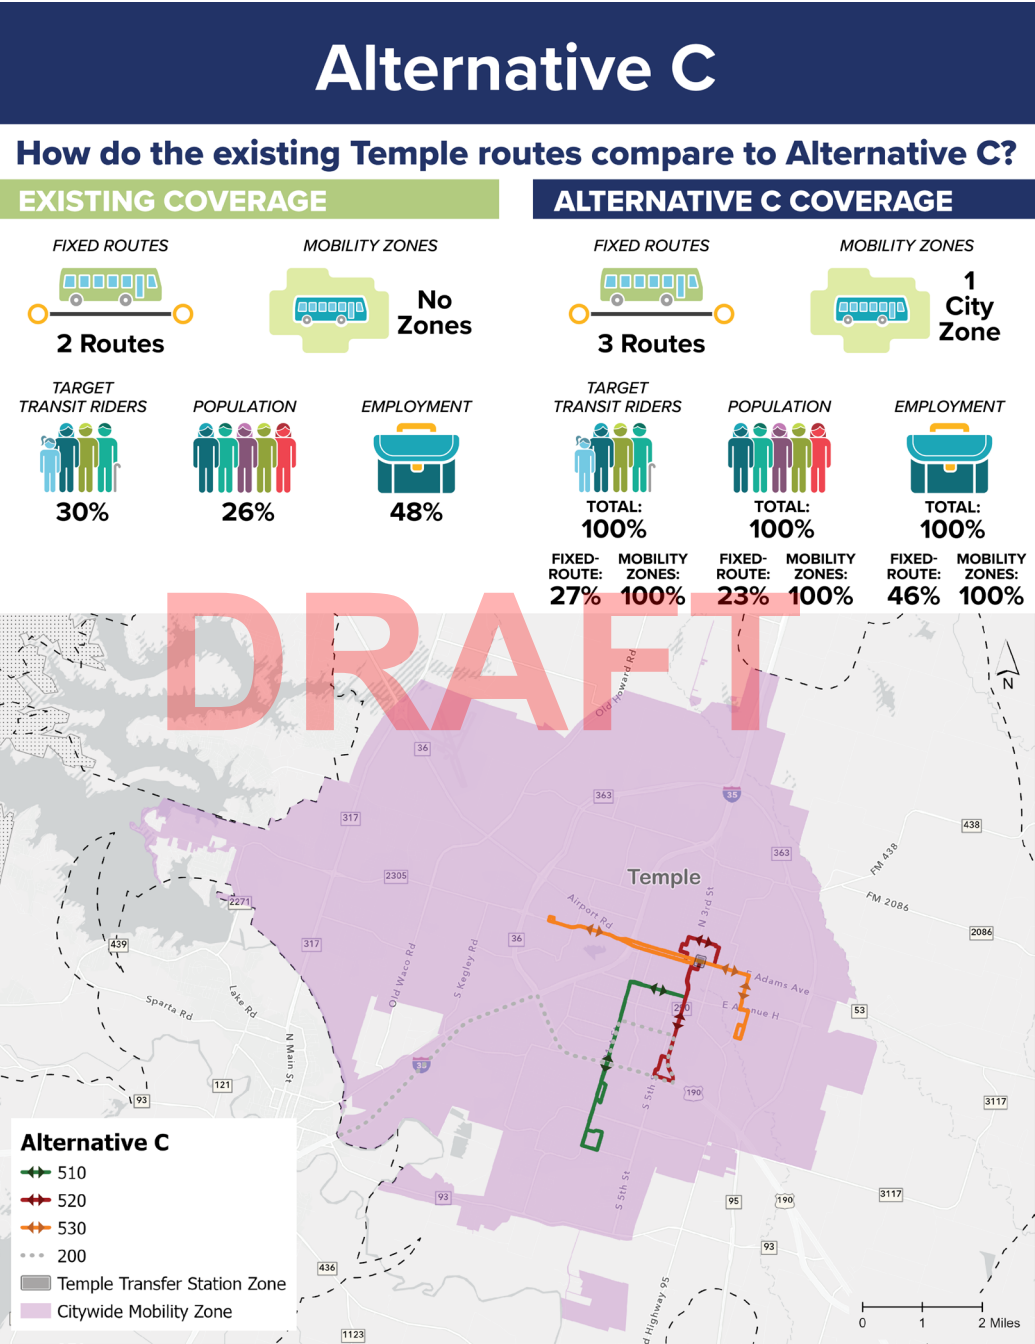 Alternative C
How do the existing Temple routes compare to Alternative C?
EXISTING COVERAGE
FIXED ROUTES
MOBILITY ZONES
2 Routes
No
Zones
TARGET
TRANSIT RIDERS
POPULATION
EMPLOYMENT
30%
26%
48%
ALTERNATIVE C COVERAGE
FIXED ROUTES
MOBILITY ZONES
3 Routes
1
City
Zone
TARGET
TRANSIT RIDERS
POPULATION
EMPLOYMENT
TOTAL:
100%
TOTAL:
100%
TOTAL:
100%
FIXED-
ROUTE:
27%
MOBILITY
ZONES:
100%
FIXED-
ROUTE:
23%
MOBILITY
ZONES:
100%
FIXED-
ROUTE:
46%
MOBILITY
ZONES:
100%
DRAFT
N
Old Howard Rd
36
363
35
317
438
363
FM 438
Temple
2305
FM 2086
2271
Airport Rd
N 3rd St
2086
439
317
36
Old Waco Rd
S Kegley Rd
E Adams Ave
Sparta Rd
Lake Rd
290
E Avenue H
53
N Main St
35
121
93
S 5th St
190
3117
S 5th St
93
95
190
3117
93
436
1123
d Highway 95
Alternative C
510
520
530
200
Temple Transfer Station Zone
Citywide Mobility Zone
0 1 2 Miles